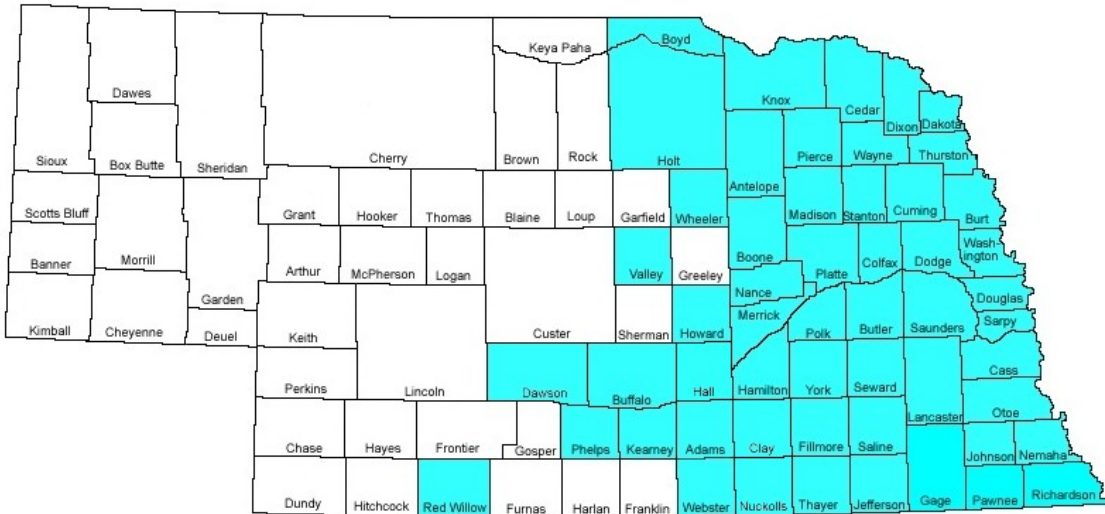 Keya Paha
Boyd
Dawes
Knox
Cedar
Dixon
Dakota
Sioux
Box Butte
Sheridan
Cherry
Brown
Rock
Holt
Pierce
Wayne
Thurston
Antelope
Scotts Bluff
Grant
Hooker
Thomas
Blaine
Loup
Garfield
Wheeler
Madison
Stanton
Cuming
Burt
Banner
Morrill
Arthur
McPherson
Logan
Valley
Greeley
Boone
Platte
Colfax
Dodge
Wash-
ington
Garden
Nance
Douglas
Kimball
Cheyenne
Deuel
Keith
Custer
Sherman
Howard
Merrick
Polk
Butler
Saunders
Sarpy
Perkins
Lincoln
Dawson
Buffalo
Hall
Hamilton
York
Seward
Cass
Lancaster
Otoe
Chase
Hayes
Frontier
Gosper
Phelps
Kearney
Adams
Clay
Fillmore
Saline
Johnson
Nemaha
Dundy
Hitchcock
Red Willow
Furnas
Harlan
Franklin
Webster
Nuckolls
Thayer
Jefferson
Gage
Pawnee
Richardson